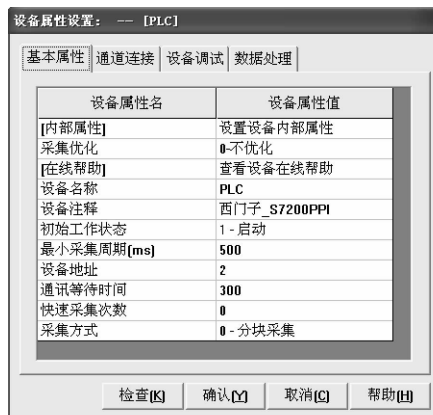 设备属性设置: -- [PLC]
基本属性 通道连接 设备调试 数据处理
设备属性名 设备属性值
[内部属性] 设置设备内部属性
采集优化 0-不优化
[在线帮助] 查看设备在线帮助
设备名称 PLC
设备注释 西门子_S7200PPI
初始工作状态 1 - 启动
最小采集周期[ms] 500
设备地址 2
通讯等待时间 300
快速采集次数 0
采集方式 0 - 分块采集
检查[K] 确认[Y] 取消[C] 帮助[H]